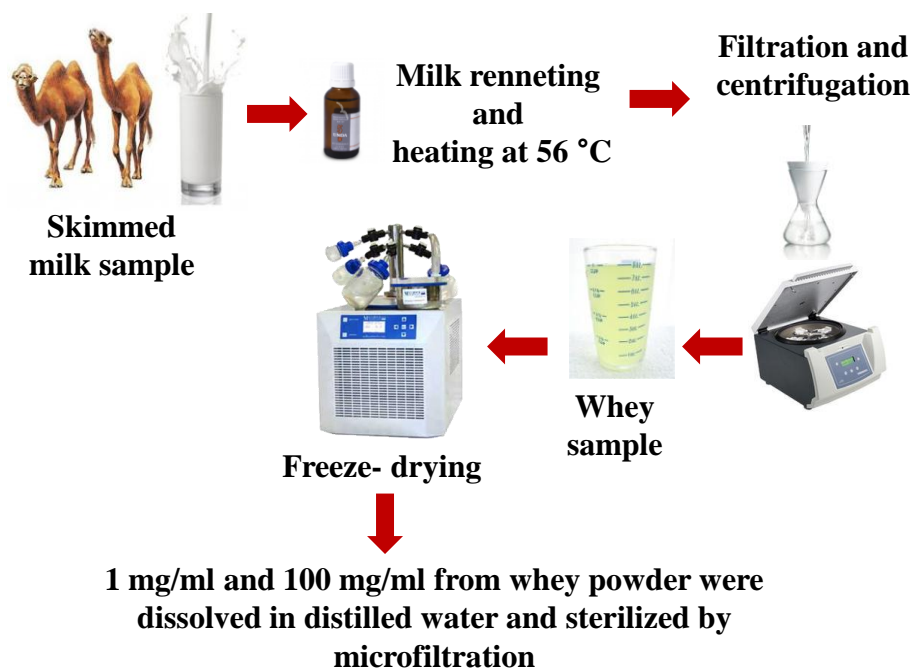 Skimmed
milk sample
Milk renneting
and
heating at 56 °C
Filtration and
centrifugation
Whey
sample
Freeze- drying
1 mg/ml and 100 mg/ml from whey powder were
dissolved in distilled water and sterilized by
microfiltration